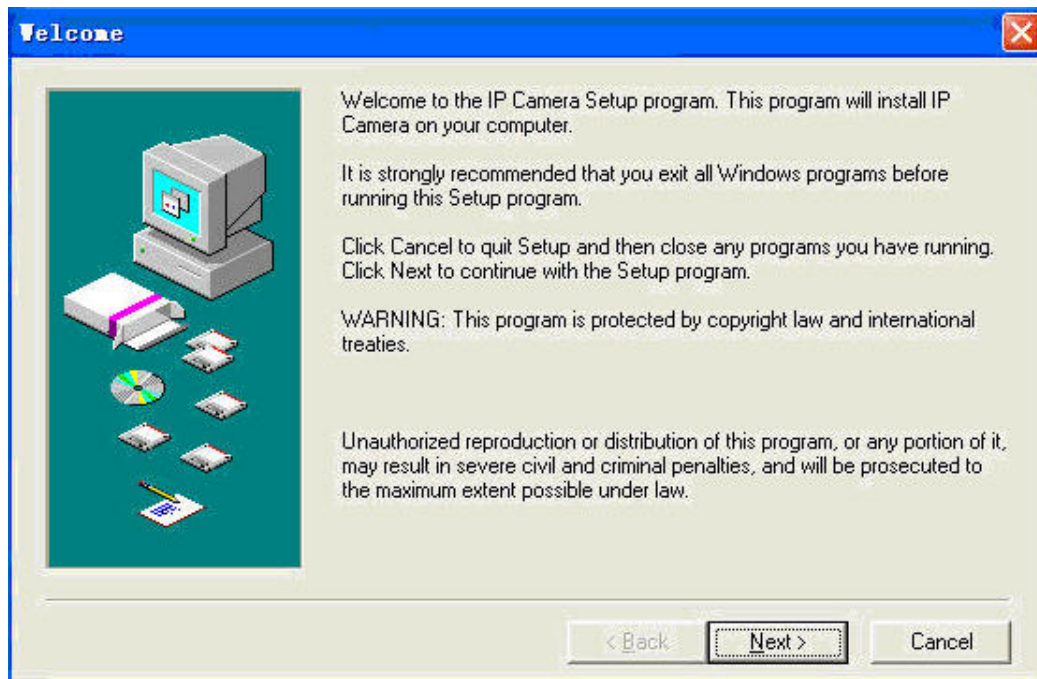 Welcome
Welcome to the IP Camera Setup program. This program will install IP
Camera on your computer.
It is strongly recommended that you exit all Windows programs before
running this Setup program.
Click Cancel to quit Setup and then close any programs you have running.
Click Next to continue with the Setup program.
WARNING: This program is protected by copyright law and international
treaties.
Unauthorized reproduction or distribution of this program, or any portion of it,
may result in severe civil and criminal penalties, and will be prosecuted to
the maximum extent possible under law.
< Back
Next >
Cancel